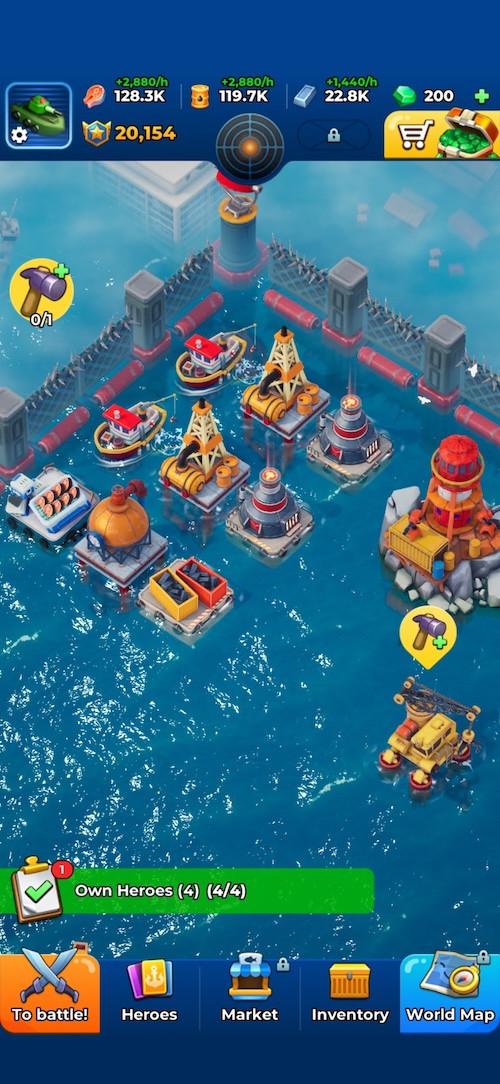 +2,880/h +2,880/h +1,440/h
128.3K 119.7K 22.8K 200
20,154
0/1
1
Own Heroes (4) (4/4)
To battle! Heroes Market Inventory World Map